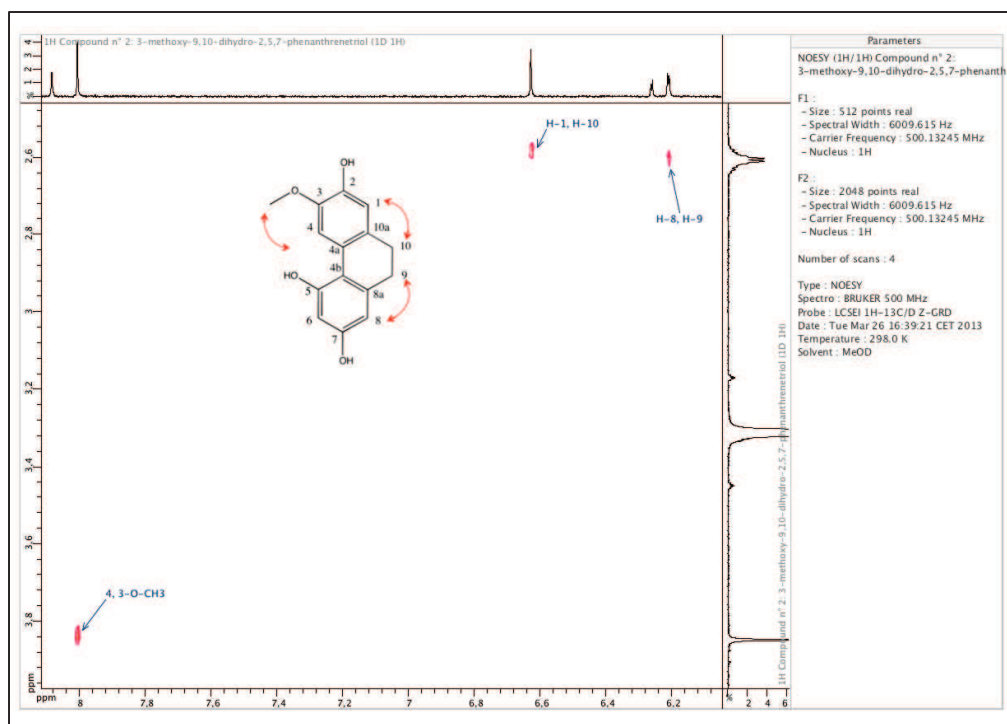 1H Compound n° 2: 3-methoxy-9,10-dihydro-2,5,7-phenanthrenetriol (1D 1H)
4
3
2
1
%
H-1, H-10
H-8, H-9
4, 3-O-CH3
OH
2
O
3
1
4
10a
4a
10
4b
9
HO
5
8a
6
8
7
OH
2,6
2,8
3
3,2
3,4
3,6
3,8
ppm
ppm
8
7,8
7,6
7,4
7,2
7
6,8
6,6
6,4
6,2
% 2 4 6
1H Compound n° 2: 3-methoxy-9,10-dihydro-2,5,7-phenanthrenetriol (1D 1H)
Parameters
NOESY (1H/1H) Compound n° 2:
3-methoxy-9,10-dihydro-2,5,7-phenanth
F1 :
- Size : 512 points real
- Spectral Width : 6009.615 Hz
- Carrier Frequency : 500.13245 MHz
- Nucleus : 1H
F2 :
- Size : 2048 points real
- Spectral Width : 6009.615 Hz
- Carrier Frequency : 500.13245 MHz
- Nucleus : 1H
Number of scans : 4
Type : NOESY
Spectro : BRUKER 500 MHz
Probe : LCSEI 1H-13C/D Z-GRD
Date : Tue Mar 26 16:39:21 CET 2013
Temperature : 298.0 K
Solvent : MeOD